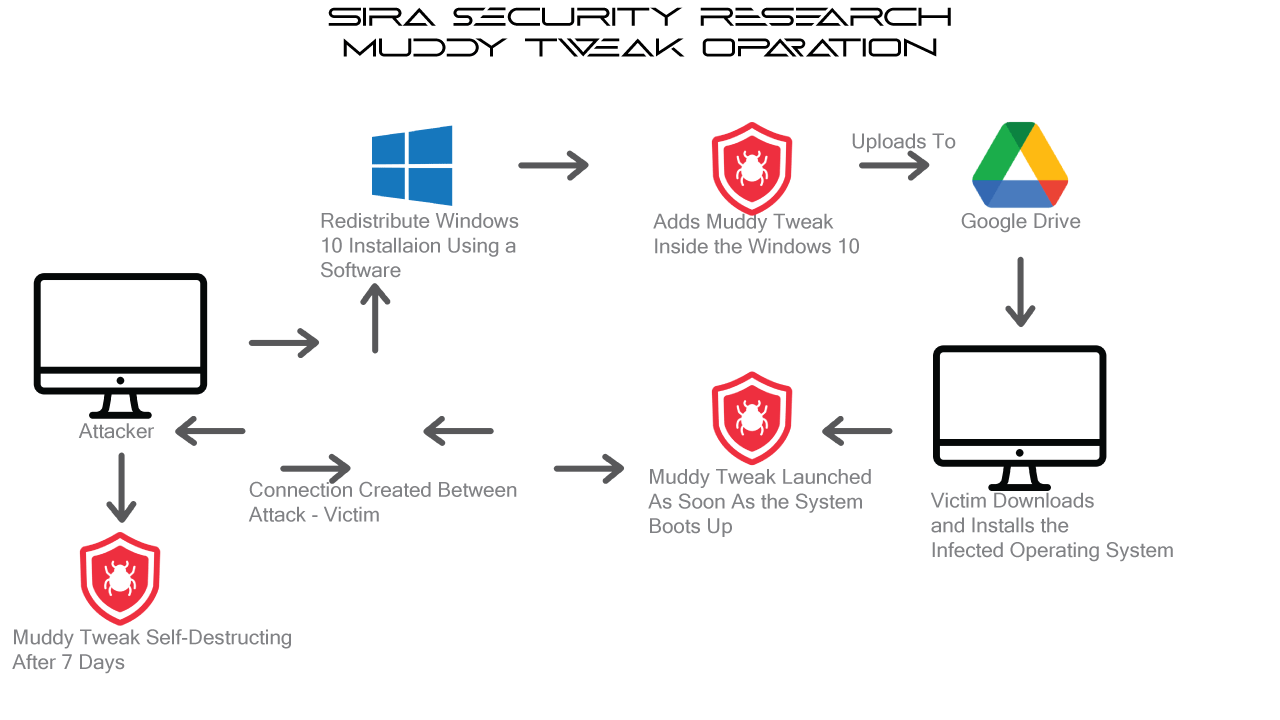 SIRA SECURITY RESEARCH
MUDDY TWEAK OPARATION
Uploads To
Redistribute Windows
10 Installaion Using a
Software
Adds Muddy Tweak
Inside the Windows 10
Google Drive
Attacker
Connection Created Between
Attack - Victim
Muddy Tweak Launched
As Soon As the System
Boots Up
Victim Downloads
and Installs the
Infected Operating System
Muddy Tweak Self-Destructing
After 7 Days